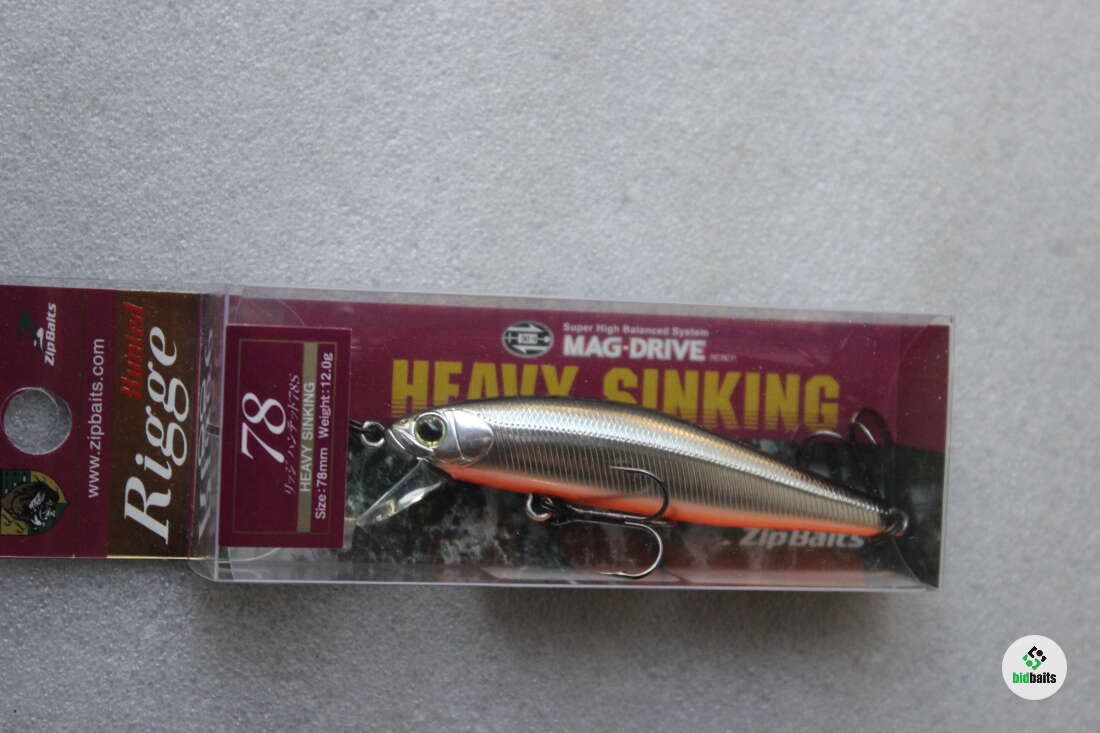 ZipBaits
www.zipbaits.com
Hunted
Rigge
78
リッジ ハンテッド78S
HEAVY SINKING
Size:78mm Weight:12.0g
Super High Balanced System
MAG-DRIVE
HEAVY SINKING
ZipBaits
bidbaits